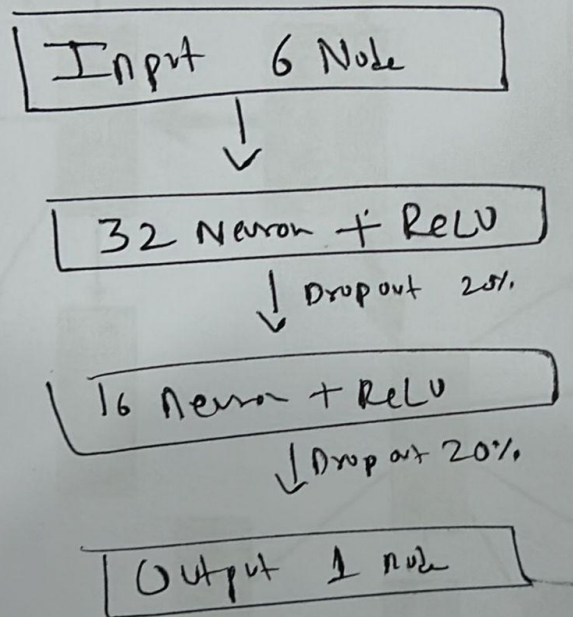 Input 6 Node
32 Neuron + ReLU
Dropout 20%
16 Neuron + ReLU
Dropout 20%
Output 1 node